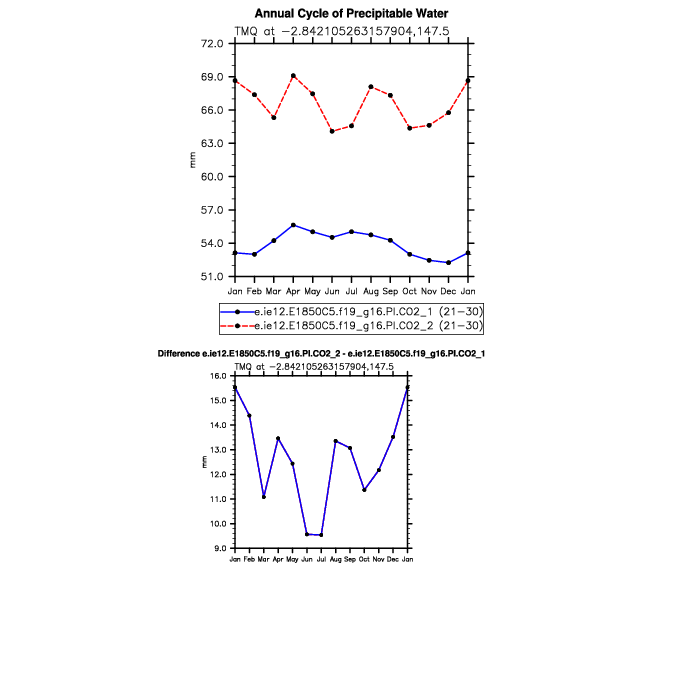 Annual Cycle of Precipitable Water
TMQ at −2.842105263157904,147.5
72.0
69.0
66.0
63.0
60.0
57.0
54.0
51.0
mm
Jan Feb Mar Apr May Jun Jul Aug Sep Oct Nov Dec Jan
e.ie12.E1850C5.f19_g16.PI.CO2_1 (21−30)
e.ie12.E1850C5.f19_g16.PI.CO2_2 (21−30)
Difference e.ie12.E1850C5.f19_g16.PI.CO2_2 - e.ie12.E1850C5.f19_g16.PI.CO2_1
TMQ at −2.842105263157904,147.5
16.0
15.0
14.0
13.0
12.0
11.0
10.0
9.0
mm
Jan Feb Mar Apr May Jun Jul Aug Sep Oct Nov Dec Jan